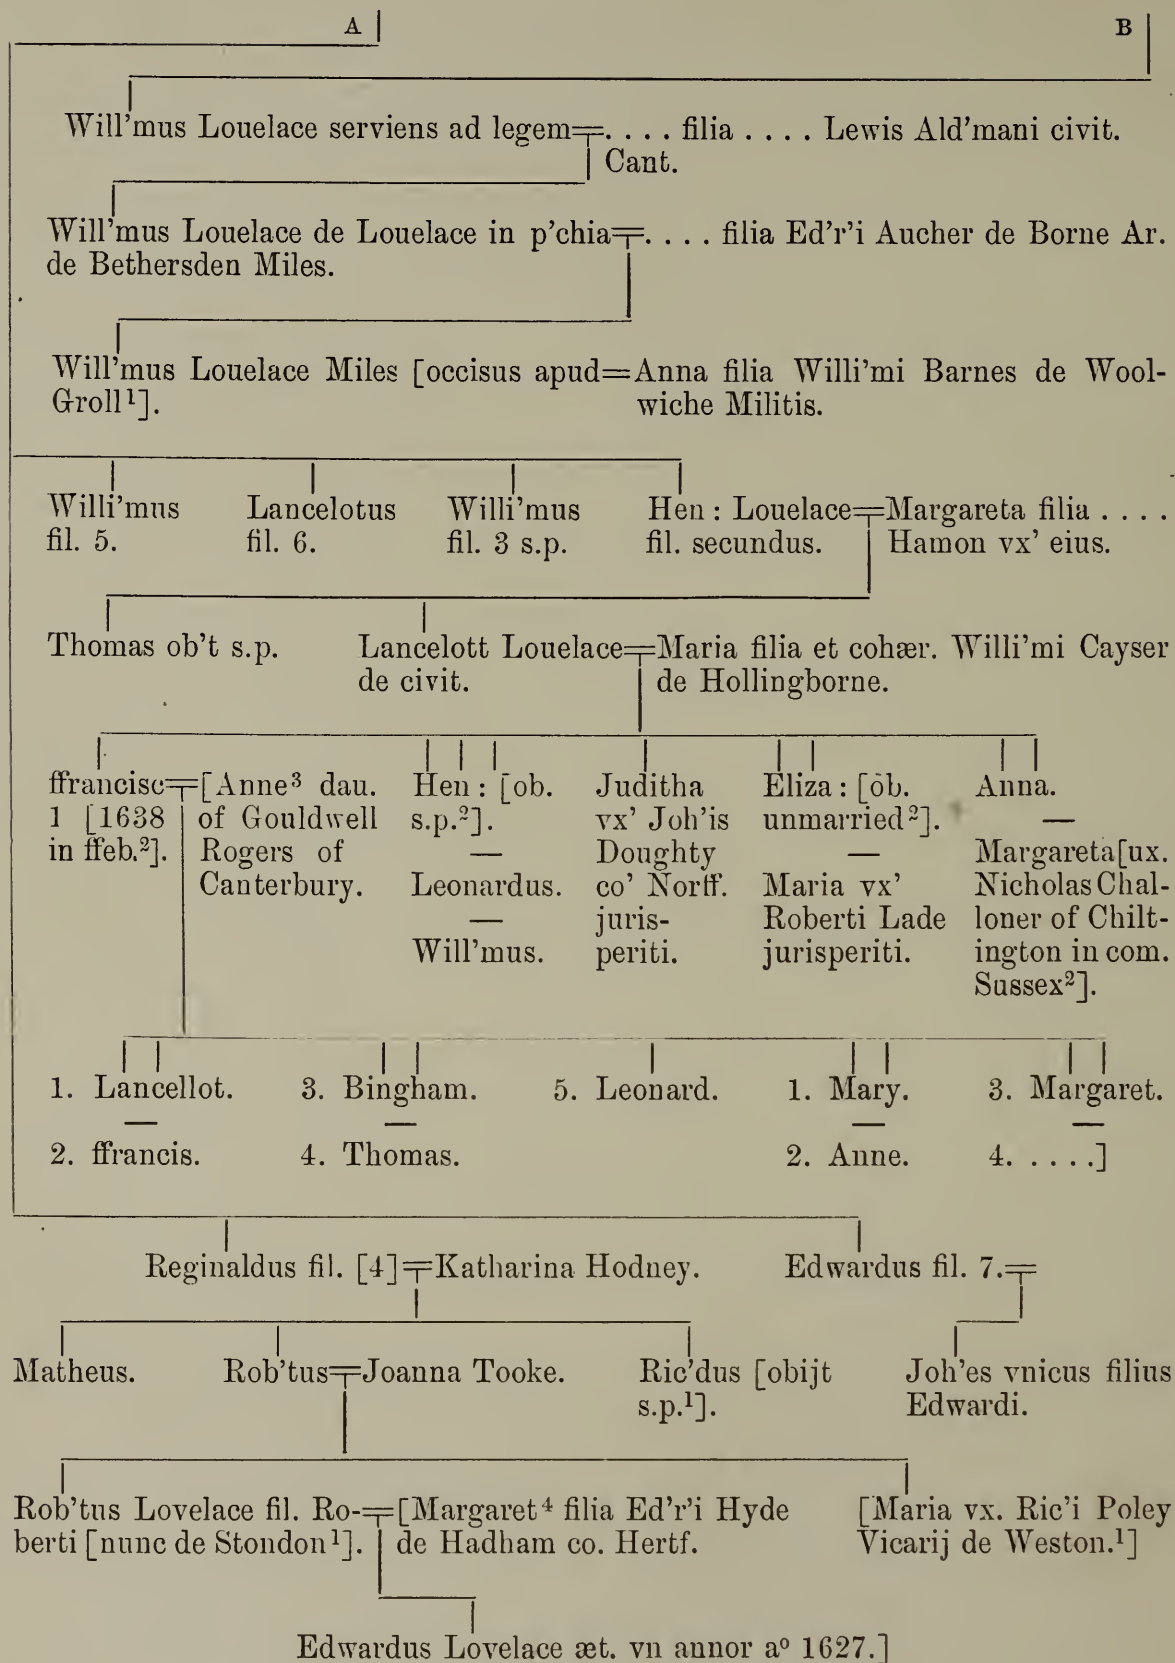 A B
Will'mus Louelace serviens ad legem=. . . . filia . . . . Lewis Ald'mani civit.
Cant.
Will'mus Louelace de Louelace in p'chia=. . . . filia Ed'r'i Aucher de Borne Ar.
de Bethersden Miles.
Will'mus Louelace Miles [occisus apud=Anna filia Willi'mi Barnes de Wool-
Groll¹]. wiche Militis.
Willi'mus Lancelotus Willi'mus Hen : Louelace=Margareta filia . . . .
fil. 5. fil. 6. fil. 3 s.p. fil. secundus. Hamon vx' eius.
Thomas ob't s.p. Lancelott Louelace=Maria filia et cohær. Willi'mi Cayser
de civit. de Hollingborne.
ffrancisc=[Anne³ dau. Hen : [ob. Juditha Eliza : [ob. Anna.
1 [1638 of Gouldwell s.p.²]. vx' Joh'is unmarried²]. —
in ffeb.²]. Rogers of — Doughty — Margareta[ux.
Canterbury. Leonardus. co' Norff. Maria vx' Nicholas Chal-
— juris- Roberti Lade loner of Chilt-
Will'mus. periti. jurisperiti. ington in com.
Sussex²].
1. Lancellot. 3. Bingham. 5. Leonard. 1. Mary. 3. Margaret.
— — — —
2. ffrancis. 4. Thomas. 2. Anne. 4. . . . .]
Reginaldus fil. [4]=Katharina Hodney. Edwardus fil. 7.=
Matheus. Rob'tus=Joanna Tooke. Ric'dus [obijt Joh'es vnicus filius
s.p.¹]. Edwardi.
Rob'tus Lovelace fil. Ro-=[Margaret⁴ filia Ed'r'i Hyde [Maria vx. Ric'i Poley
berti [nunc de Stondon¹]. de Hadham co. Hertf. Vicarij de Weston.¹]
Edwardus Lovelace æt. vn annor aº 1627.]